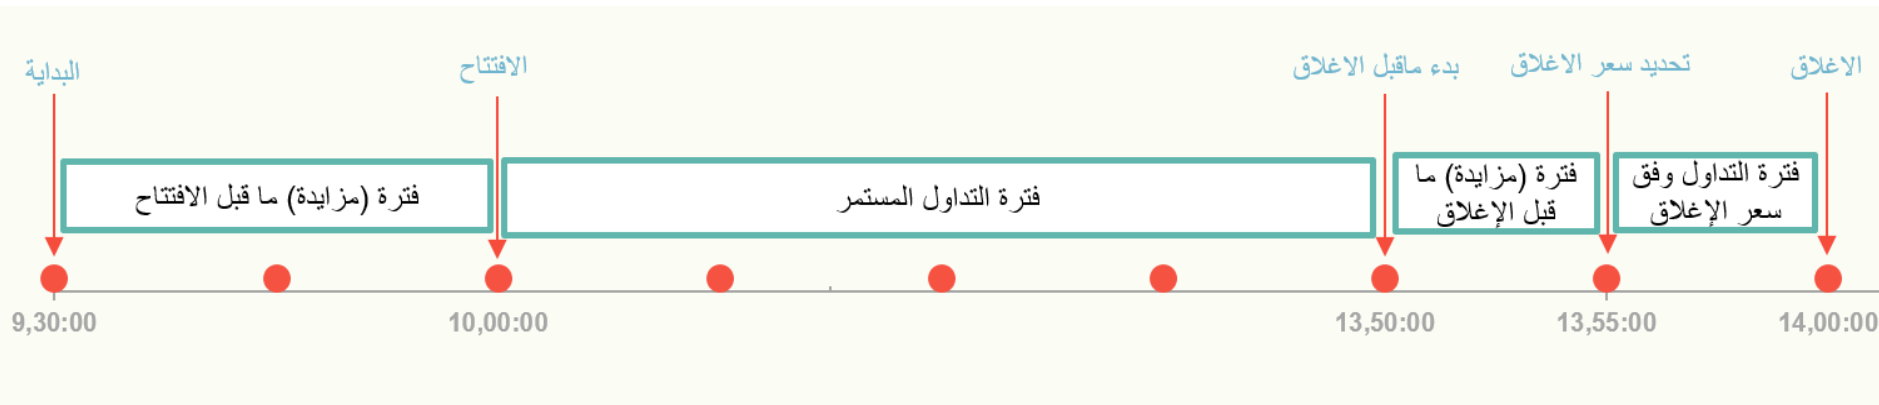 البداية
الافتتاح
بدء ماقبل الاغلاق
تحديد سعر الاغلاق
الاغلاق
فترة (مزايدة) ما قبل الافتتاح
فترة التداول المستمر
فترة (مزايدة) ما
قبل الإغلاق
فترة التداول وفق
سعر الإغلاق
9,30:00
10,00:00
13,50:00
13,55:00
14,00:00